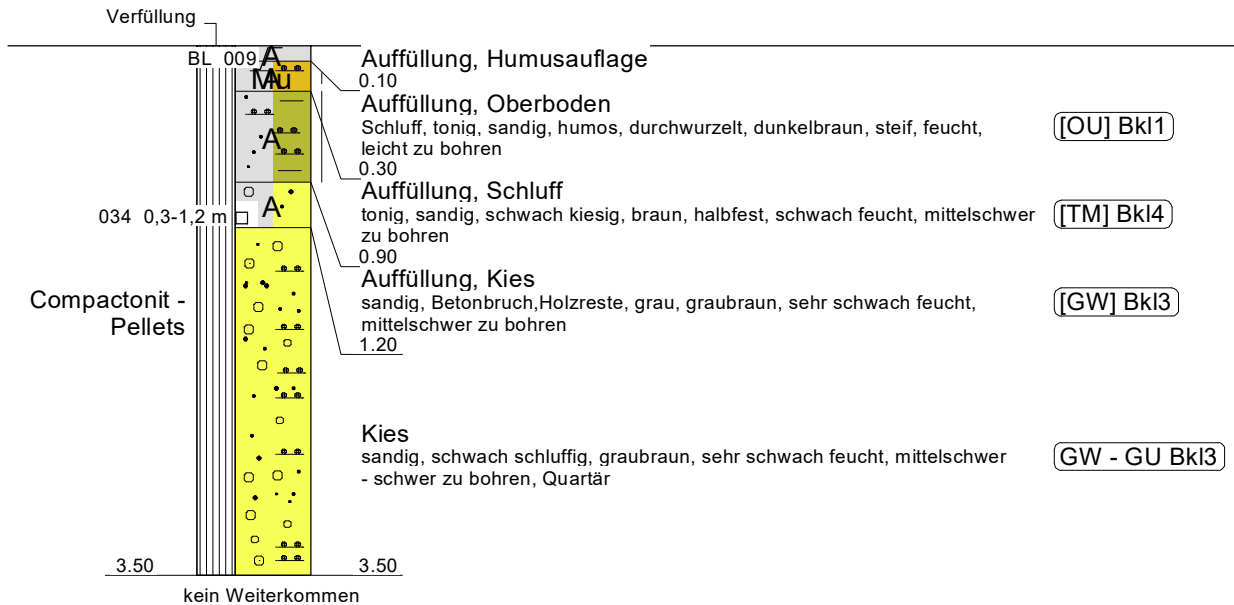 Verfüllung
BL 009
A
Auffüllung, Humusauflage
0.10
A
Mu
Auffüllung, Oberboden
Schluff, tonig, sandig, humos, durchwurzelt, dunkelbraun, steif, feucht,
leicht zu bohren
[OU] Bkl1
0.30
A
Auffüllung, Schluff
tonig, sandig, schwach kiesig, braun, halbfest, schwach feucht, mittelschwer
zu bohren
[TM] Bkl4
0.90
034 0,3-1,2 m
A
Auffüllung, Kies
sandig, Betonbruch,Holzreste, grau, graubraun, sehr schwach feucht,
mittelschwer zu bohren
[GW] Bkl3
1.20
Compactonit -
Pellets
Kies
sandig, schwach schluffig, graubraun, sehr schwach feucht, mittelschwer
- schwer zu bohren, Quartär
GW - GU Bkl3
3.50
3.50
kein Weiterkommen